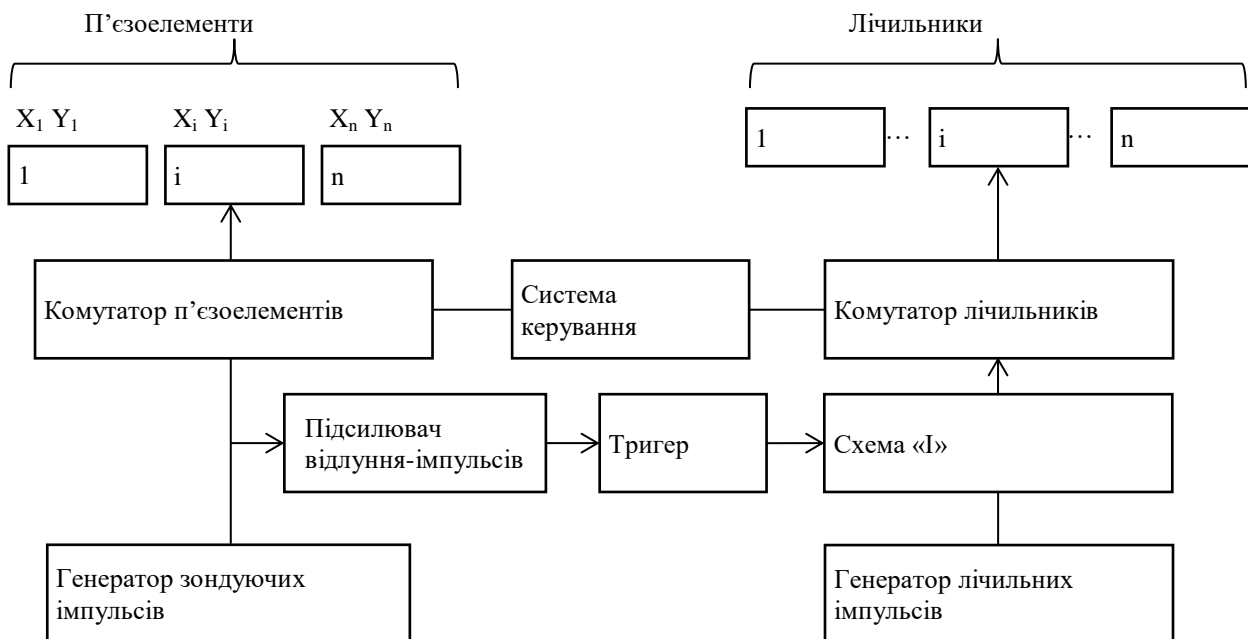 П’єзоелементи
Лічильники
X1 Y1
Xi Yi
Xn Yn
1
i
n
1
...
i
...
n
Комутатор п’єзоелементів
Система
керування
Комутатор лічильників
Підсилювач
відлуння-імпульсів
Тригер
Схема «І»
Генератор зондуючих
імпульсів
Генератор лічильних
імпульсів